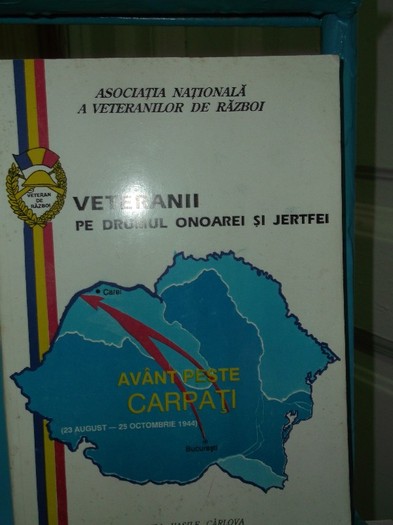 ASOCIAȚIA NAȚIONALĂ
A VETERANILOR DE RĂZBOI
VETERAN
DE
RĂZBOI
VETERANII
PE DRUMUL ONOAREI ȘI JERTFEI
Carei
AVÂNT PESTE
CARPAȚI
(23 AUGUST — 25 OCTOMBRIE 1944)
București
VASILE CÂRLOVA